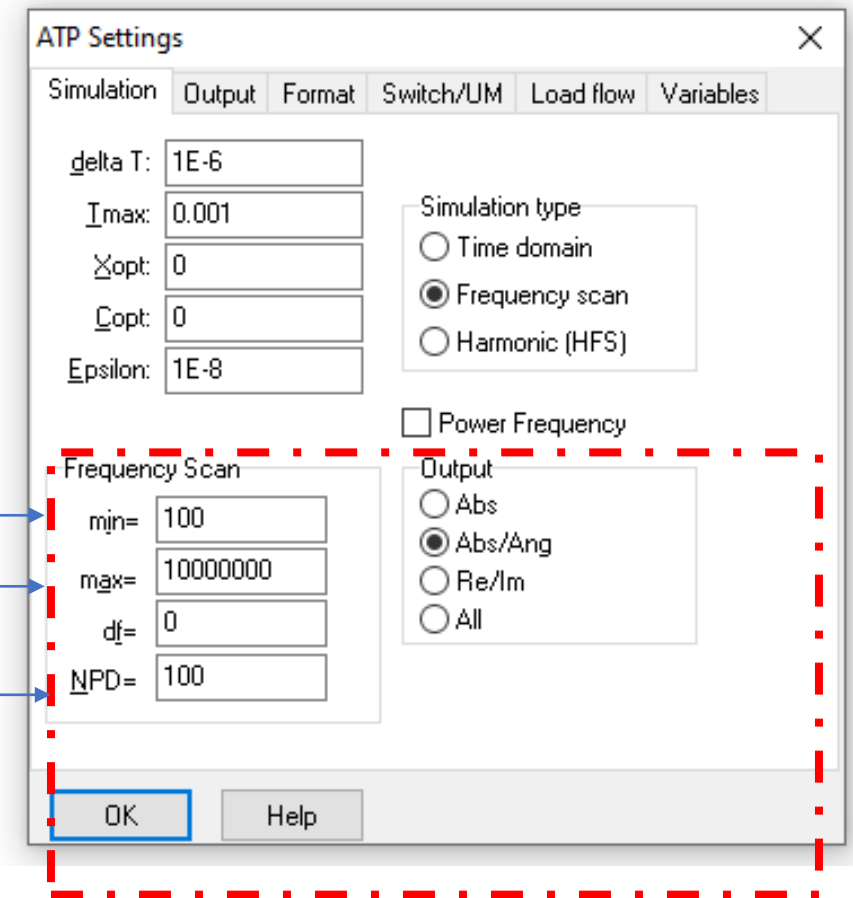 ATP Settings
Simulation Output Format Switch/UM Load flow Variables
delta T: 1E-6
Tmax: 0.001
Xopt: 0
Copt: 0
Epsilon: 1E-8
Simulation type
Time domain
Frequency scan
Harmonic (HFS)
Power Frequency
Frequency Scan
min= 100
max= 10000000
df= 0
NPD= 100
Output
Abs
Abs/Ang
Re/Im
All
OK Help